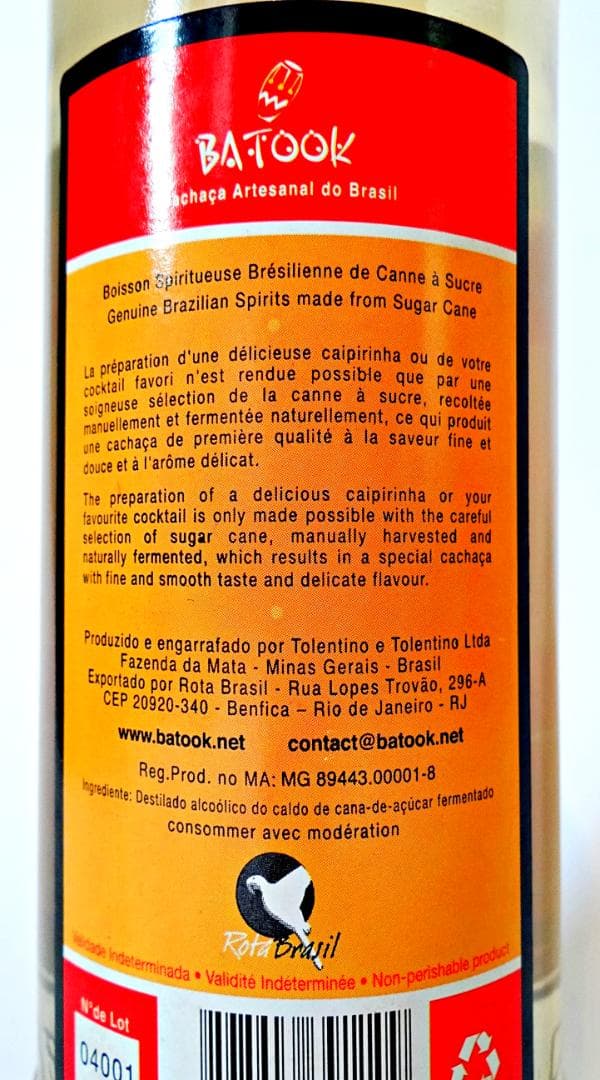 BATOOK
Cachaça Artesanal do Brasil
Boisson Spiritueuse Brésilienne de Canne à Sucre
Genuine Brazilian Spirits made from Sugar Cane
La préparation d'une délicieuse caipirinha ou de votre
cocktail favori n'est rendue possible que par une
soigneuse sélection de la canne à sucre, recoltée
manuellement et fermentée naturellement, ce qui produit
une cachaça de première qualité à la saveur fine et
douce et à l'arôme délicat.
The preparation of a delicious caipirinha or your
favourite cocktail is only made possible with the careful
selection of sugar cane, manually harvested and
naturally fermented, which results in a special cachaça
with fine and smooth taste and delicate flavour.
Produzido e engarrafado por Tolentino e Tolentino Ltda
Fazenda da Mata - Minas Gerais - Brasil
Exportado por Rota Brasil - Rua Lopes Trovão, 296-A
CEP 20920-340 - Benfica – Rio de Janeiro - RJ
www.batook.net contact@batook.net
Reg.Prod. no MA: MG 89443.00001-8
Ingrediente: Destilado alcoólico do caldo de cana-de-açúcar fermentado
consommer avec modération
Rota Brasil
Validade Indeterminada • Validité Indéterminée • Non-perishable product
N° de Lot
04001